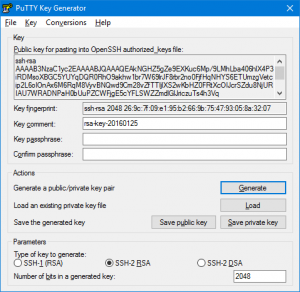 PuTTY Key Generator
File Key Conversions Help
Key
Public key for pasting into OpenSSH authorized_keys file:
ssh-rsa
Key fingerprint:
ssh-rsa 2048 26:9c:7f:09:e1:95:b2:66:9b:75:47:93:05:8a:32:07
Key comment:
rsa-key-20160125
Key passphrase:
Confirm passphrase:
Actions
Generate a public/private key pair
Generate
Load an existing private key file
Load
Save the generated key
Save public key
Save private key
Parameters
Type of key to generate:
SSH-1 (RSA)
SSH-2 RSA
SSH-2 DSA
Number of bits in a generated key:
2048